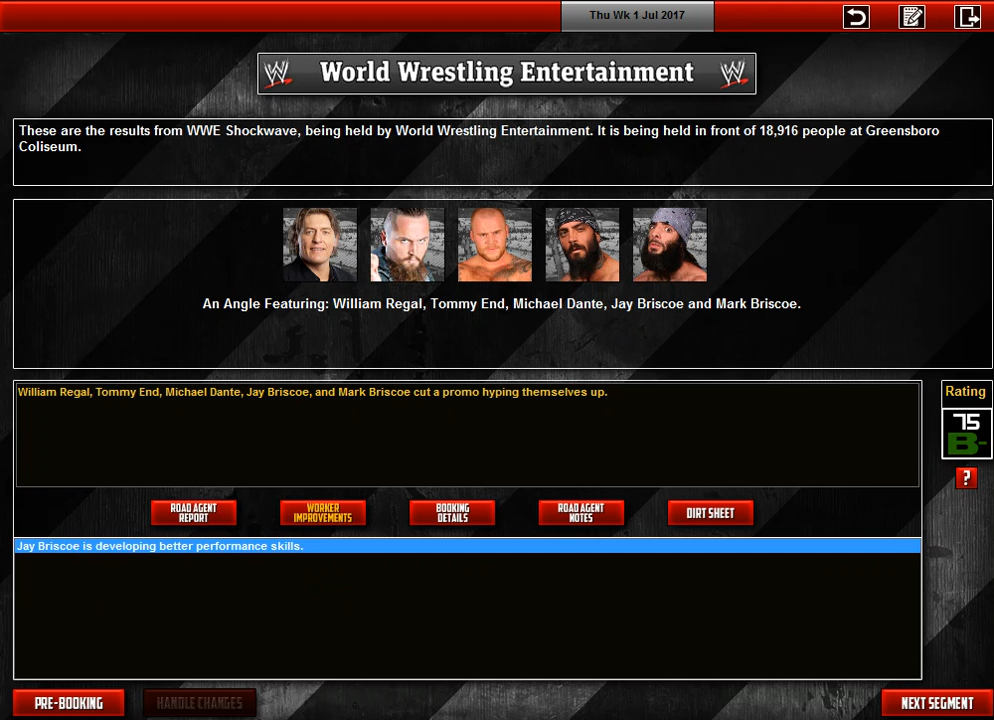 Thu Wk 1 Jul 2017
World Wrestling Entertainment
These are the results from WWE Shockwave, being held by World Wrestling Entertainment. It is being held in front of 18,916 people at Greensboro
Coliseum.
An Angle Featuring: William Regal, Tommy End, Michael Dante, Jay Briscoe and Mark Briscoe.
William Regal, Tommy End, Michael Dante, Jay Briscoe, and Mark Briscoe cut a promo hyping themselves up.
Rating
75
B-
?
ROAD AGENT
REPORT
WORKER
IMPROVEMENTS
BOOKING
DETAILS
ROAD AGENT
NOTES
DIRT SHEET
Jay Briscoe is developing better performance skills.
PRE-BOOKING
HANDLE CHANGES
NEXT SEGMENT